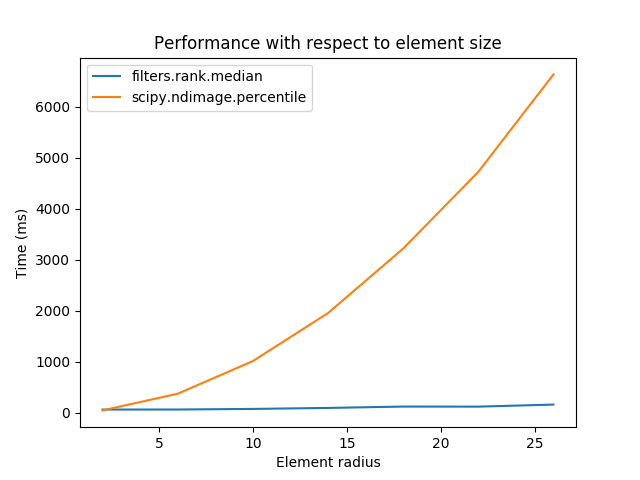 Performance with respect to element size
filters.rank.median
scipy.ndimage.percentile
Time (ms)
6000
5000
4000
3000
2000
1000
0
5
10
15
20
25
Element radius